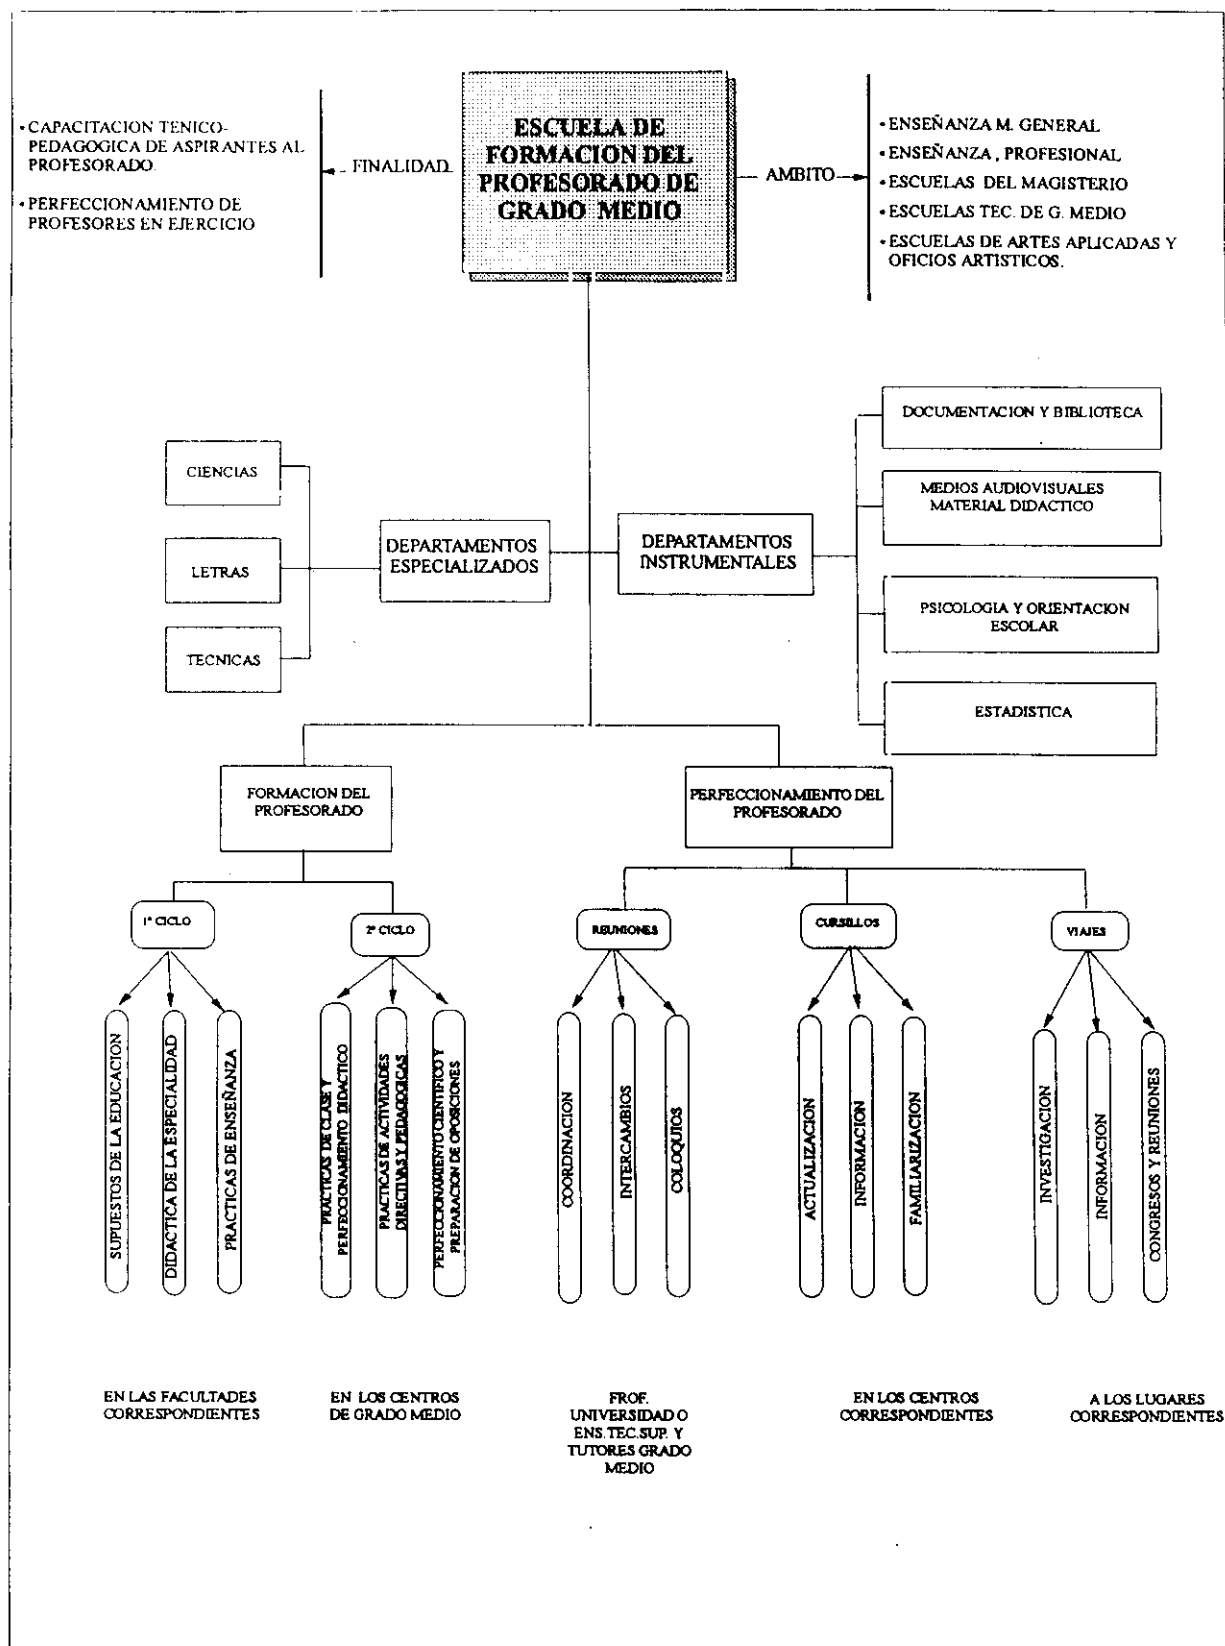 ESCUELA DE
FORMACION DEL
PROFESORADO DE
GRADO MEDIO
FINALIDAD
• CAPACITACION TENICO-
PEDAGOGICA DE ASPIRANTES AL
PROFESORADO.
• PERFECCIONAMIENTO DE
PROFESORES EN EJERCICIO
AMBITO
• ENSEÑANZA M. GENERAL
• ENSEÑANZA , PROFESIONAL
• ESCUELAS DEL MAGISTERIO
• ESCUELAS TEC. DE G. MEDIO
• ESCUELAS DE ARTES APLICADAS Y
OFICIOS ARTISTICOS.
CIENCIAS
LETRAS
TECNICAS
DEPARTAMENTOS
ESPECIALIZADOS
DEPARTAMENTOS
INSTRUMENTALES
DOCUMENTACION Y BIBLIOTECA
MEDIOS AUDIOVISUALES
MATERIAL DIDACTICO
PSICOLOGIA Y ORIENTACION
ESCOLAR
ESTADISTICA
FORMACION DEL
PROFESORADO
PERFECCIONAMIENTO DEL
PROFESORADO
1º CICLO
2º CICLO
REUNIONES
CURSILLOS
VIAJES
SUPUESTOS DE LA EDUCACION
DIDACTICA DE LA ESPECIALIDAD
PRACTICAS DE ENSEÑANZA
PRACTICAS DE CLASE Y
PERFECCIONAMIENTO DIDACTICO
PRACTICAS DE ACTIVIDADES
DIRECTIVAS Y PEDAGOGICAS
PERFECCIONAMIENTO CIENTIFICO Y
PREPARACION DE OPOSICIONES
COORDINACION
INTERCAMBIOS
COLOQUIOS
ACTUALIZACION
INFORMACION
FAMILIARIZACION
INVESTIGACION
INFORMACION
CONGRESOS Y REUNIONES
EN LAS FACULTADES
CORRESPONDIENTES
EN LOS CENTROS
DE GRADO MEDIO
PROF.
UNIVERSIDAD O
ENS.TEC.SUP. Y
TUTORES GRADO
MEDIO
EN LOS CENTROS
CORRESPONDIENTES
A LOS LUGARES
CORRESPONDIENTES